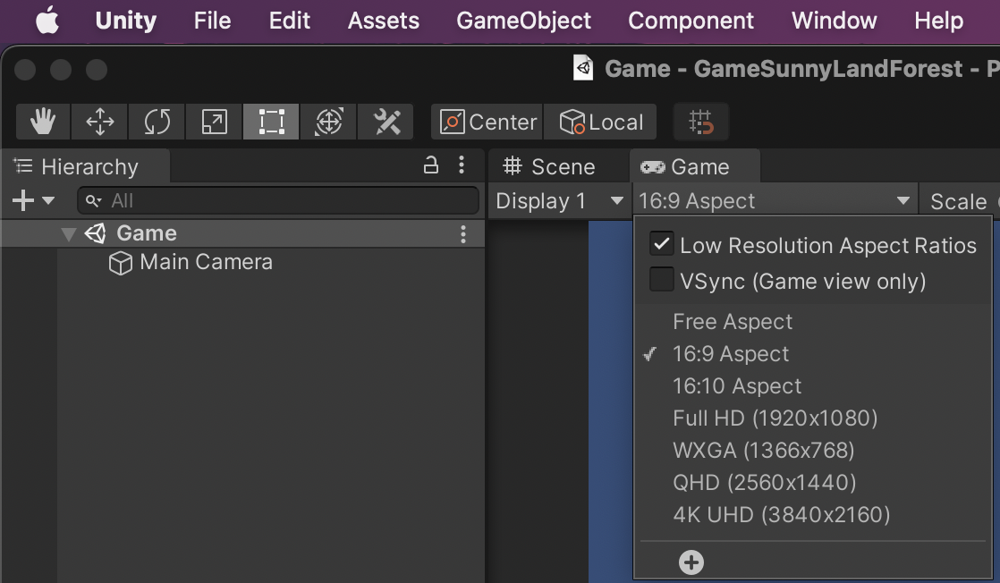 Unity File Edit Assets GameObject Component Window Help
Game - GameSunnyLandForest - P
Center Local
Hierarchy
Scene Game
All
Display 1 16:9 Aspect Scale
Game
Main Camera
Low Resolution Aspect Ratios
VSync (Game view only)
Free Aspect
16:9 Aspect
16:10 Aspect
Full HD (1920x1080)
WXGA (1366x768)
QHD (2560x1440)
4K UHD (3840x2160)